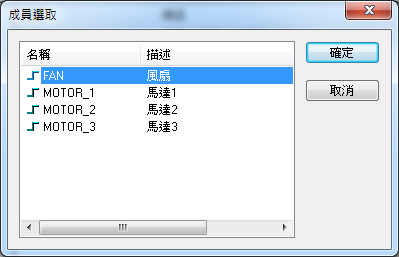 成員選取
名稱 描述
FAN 風扇
MOTOR_1 馬達1
MOTOR_2 馬達2
MOTOR_3 馬達3
確定
取消